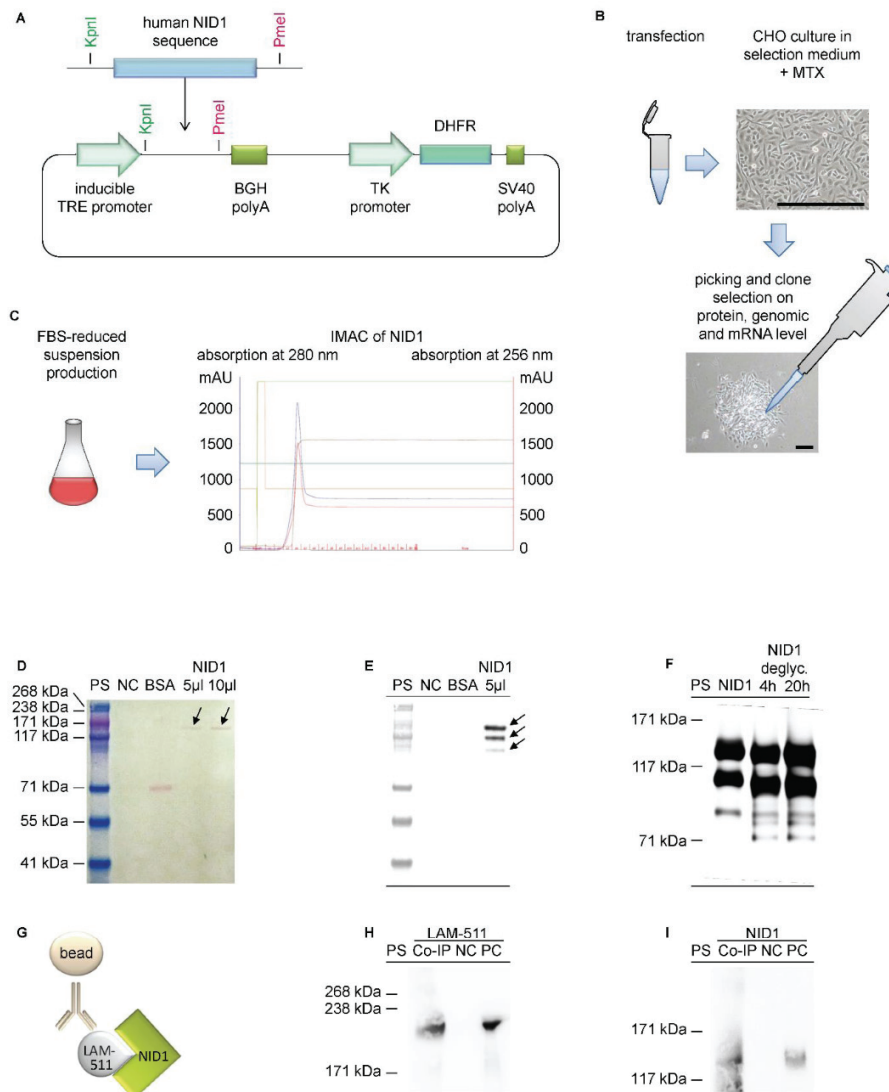 A
KpnI
human NID1
sequence
PmeI
KpnI
PmeI
DHFR
inducible
TRE promoter
BGH
polyA
TK
promoter
SV40
polyA
B
transfection
CHO culture in
selection medium
+ MTX
picking and clone
selection on
protein, genomic
and mRNA level
C
FBS-reduced
suspension
production
IMAC of NID1
absorption at 280 nm
absorption at 256 nm
mAU
mAU
2000
2000
1500
1500
1000
1000
500
500
0
0
D
NID1
PS NC BSA 5µl 10µl
268 kDa
238 kDa
171 kDa
117 kDa
71 kDa
55 kDa
41 kDa
E
NID1
PS NC BSA 5µl
F
NID1
deglyc.
PS NID1 4h 20h
171 kDa
117 kDa
71 kDa
G
bead
LAM-
511
NID1
H
LAM-511
PS Co-IP NC PC
268 kDa
238 kDa
171 kDa
I
NID1
PS Co-IP NC PC
171 kDa
117 kDa